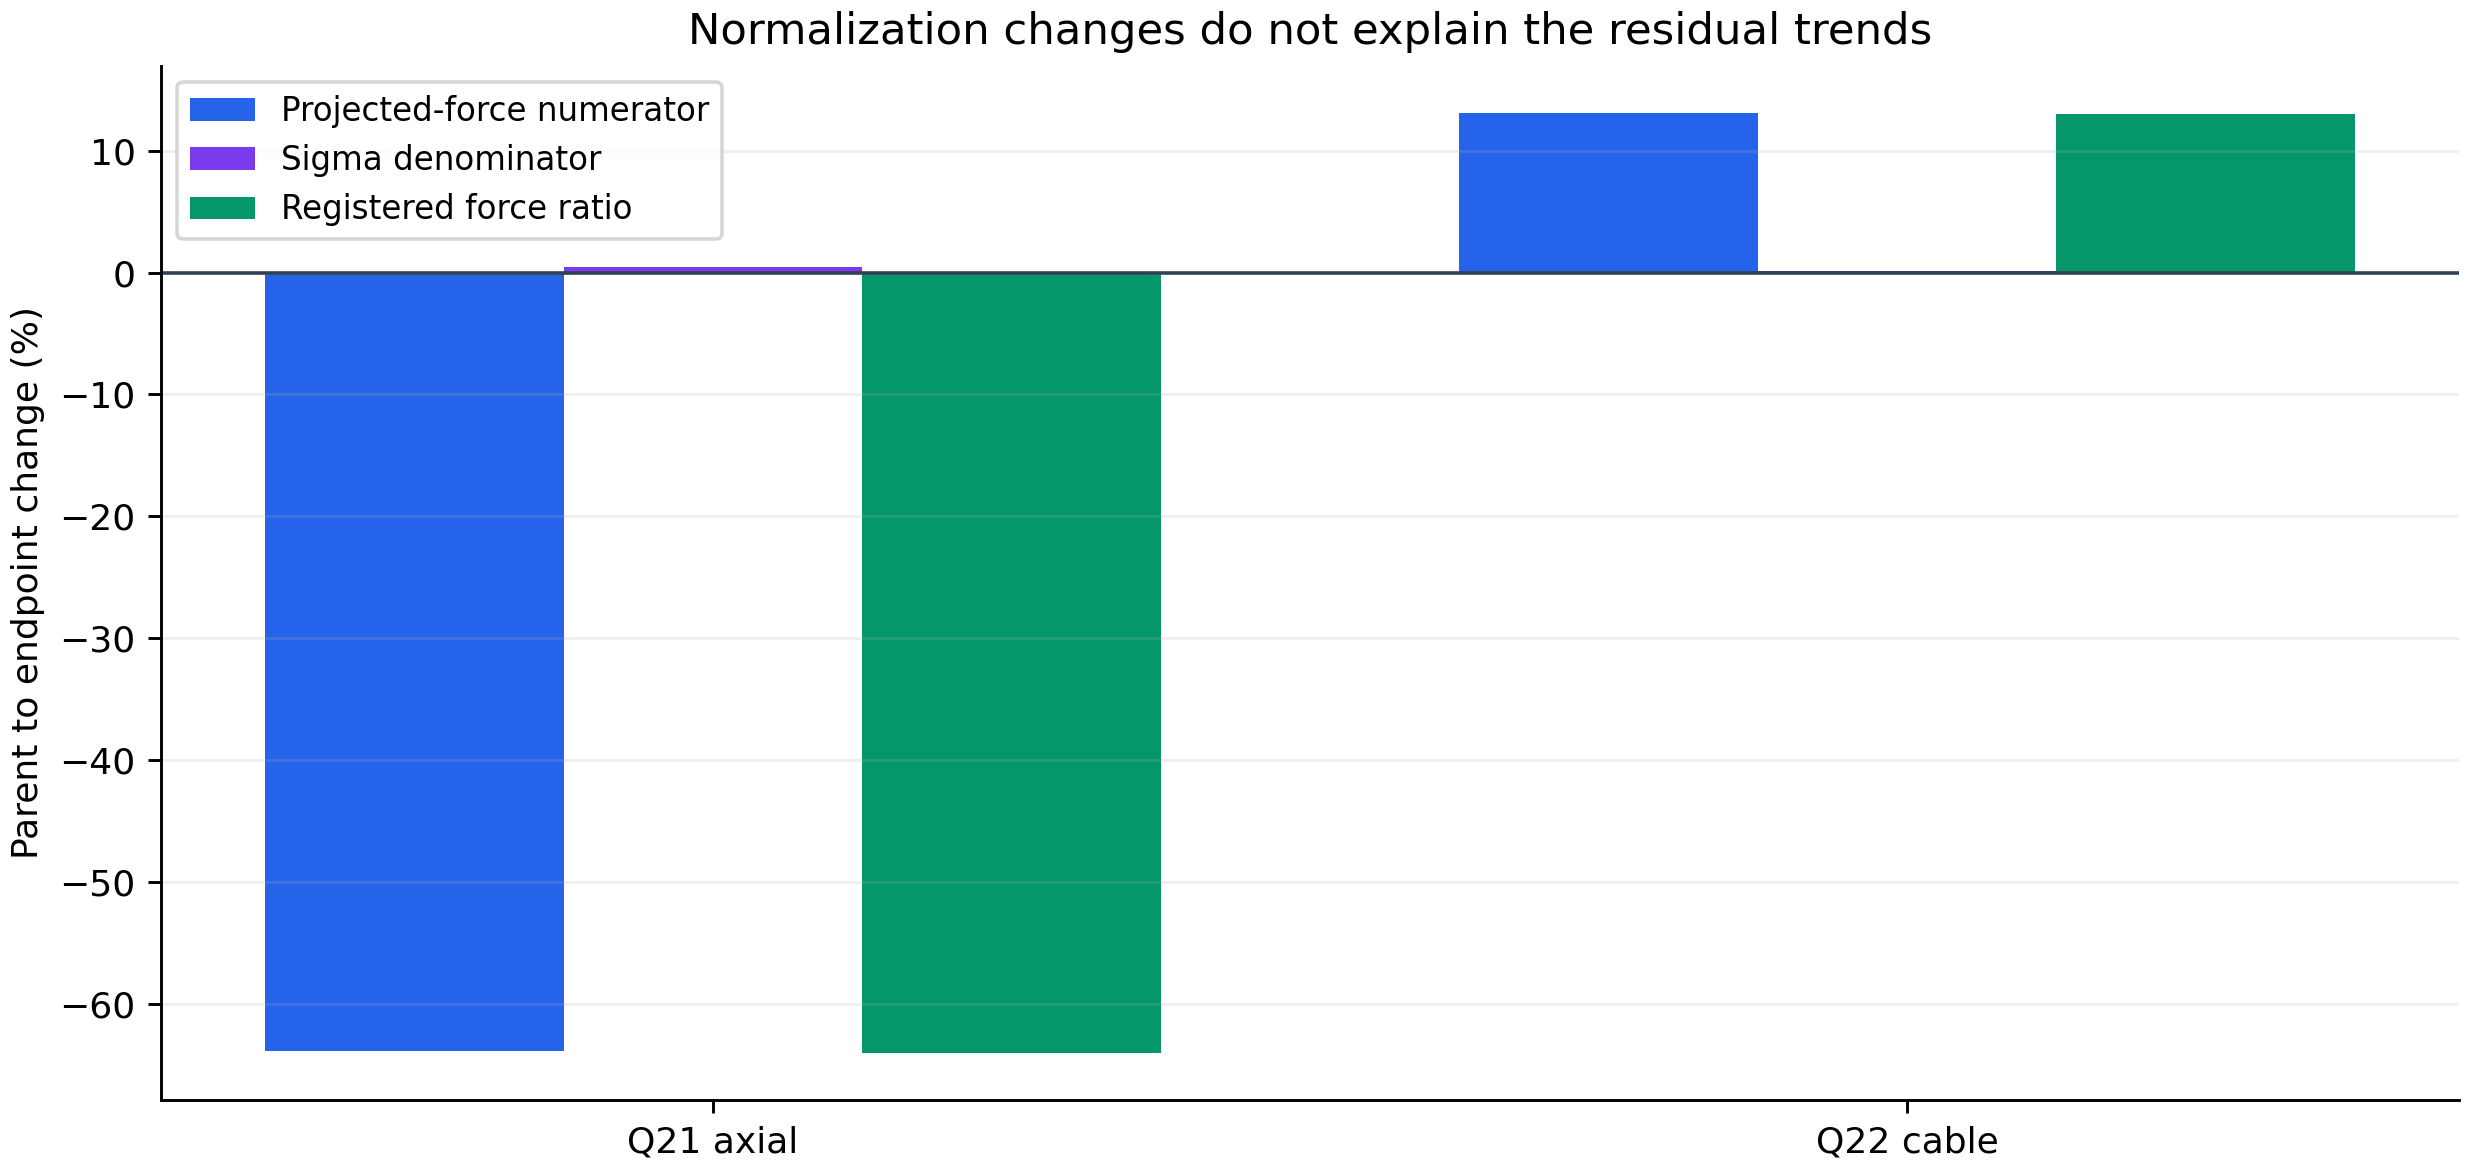 Normalization changes do not explain the residual trends
Projected-force numerator
Sigma denominator
Registered force ratio
Parent to endpoint change (%)
10
0
−10
−20
−30
−40
−50
−60
Q21 axial
Q22 cable